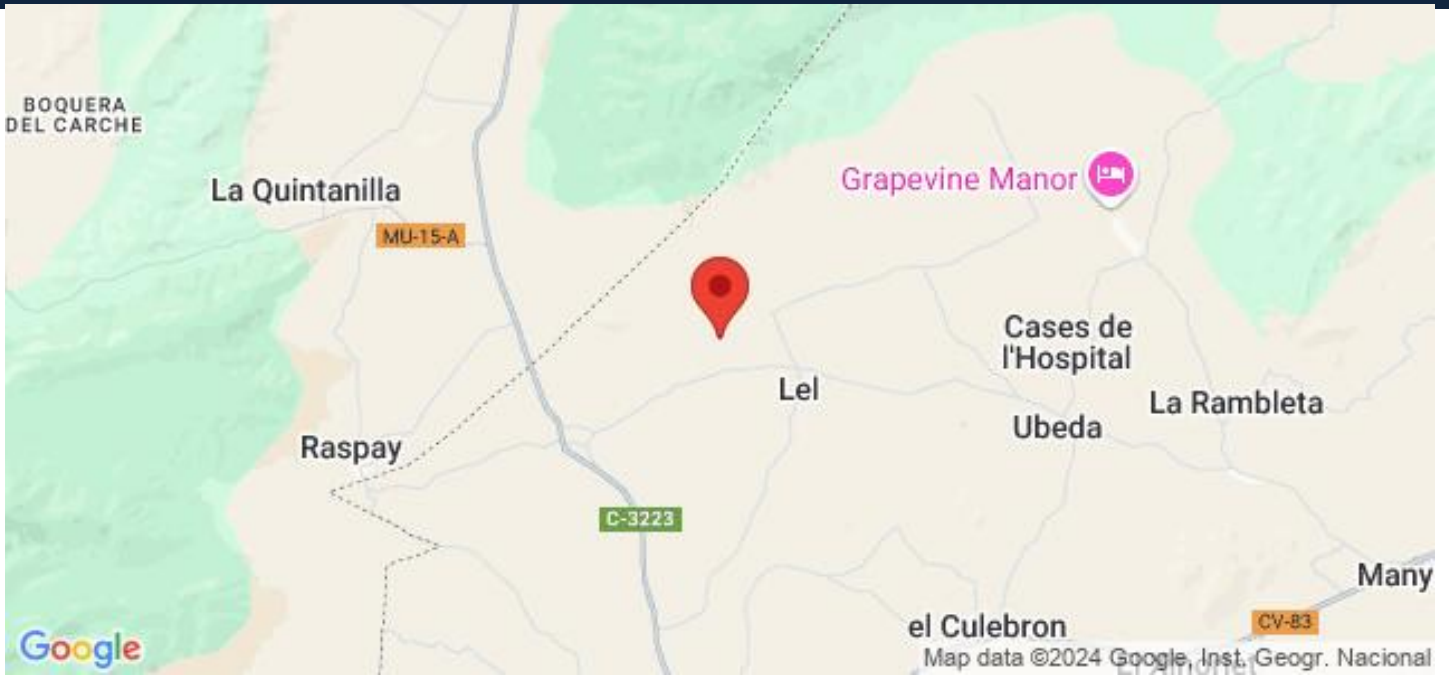 BOQUERA
DEL CARCHE
La Quintanilla
Grapevine Manor
MU-15-A
Cases de
l'Hospital
Lel
La Rambleta
Ubeda
Raspay
C-3223
Many
CV-83
el Culebron
Google
Map data ©2024 Google, Inst. Geogr. Nacional